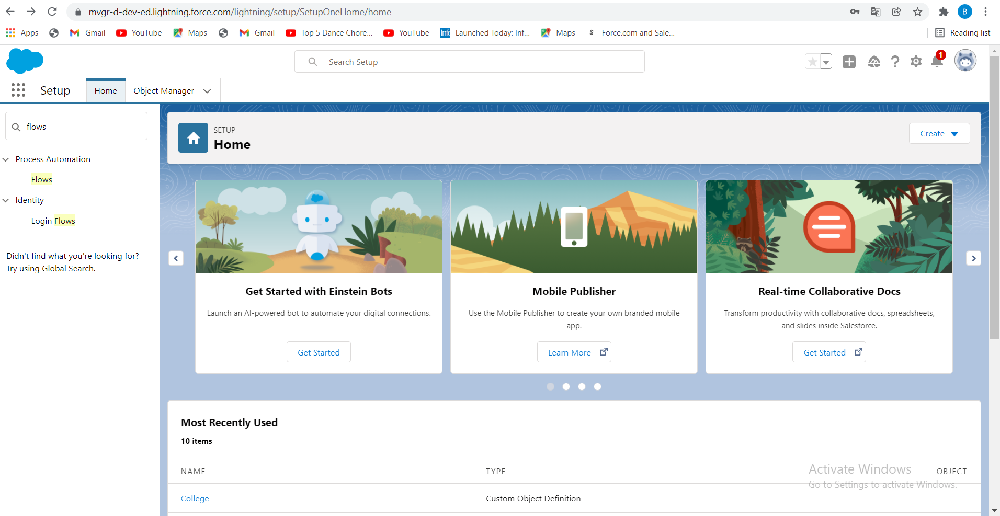 mvgr-d-dev-ed.lightning.force.com/lightning/setup/SetupOneHome/home
B
Apps Gmail YouTube Maps Gmail Top 5 Dance Chore... YouTube Info Launched Today: Inf... Maps $ Force.com and Sale... Reading list
Search Setup
1
Setup Home Object Manager
flows
Process Automation
Flows
Identity
Login Flows
Didn't find what you're looking for?
Try using Global Search.
SETUP
Home
Create
Get Started with Einstein Bots
Launch an AI-powered bot to automate your digital connections.
Get Started
Mobile Publisher
Use the Mobile Publisher to create your own branded mobile
app.
Learn More
Real-time Collaborative Docs
Transform productivity with collaborative docs, spreadsheets,
and slides inside Salesforce.
Get Started
Most Recently Used
10 items
NAME TYPE OBJECT
College Custom Object Definition
Activate Windows
Go to Settings to activate Windows.